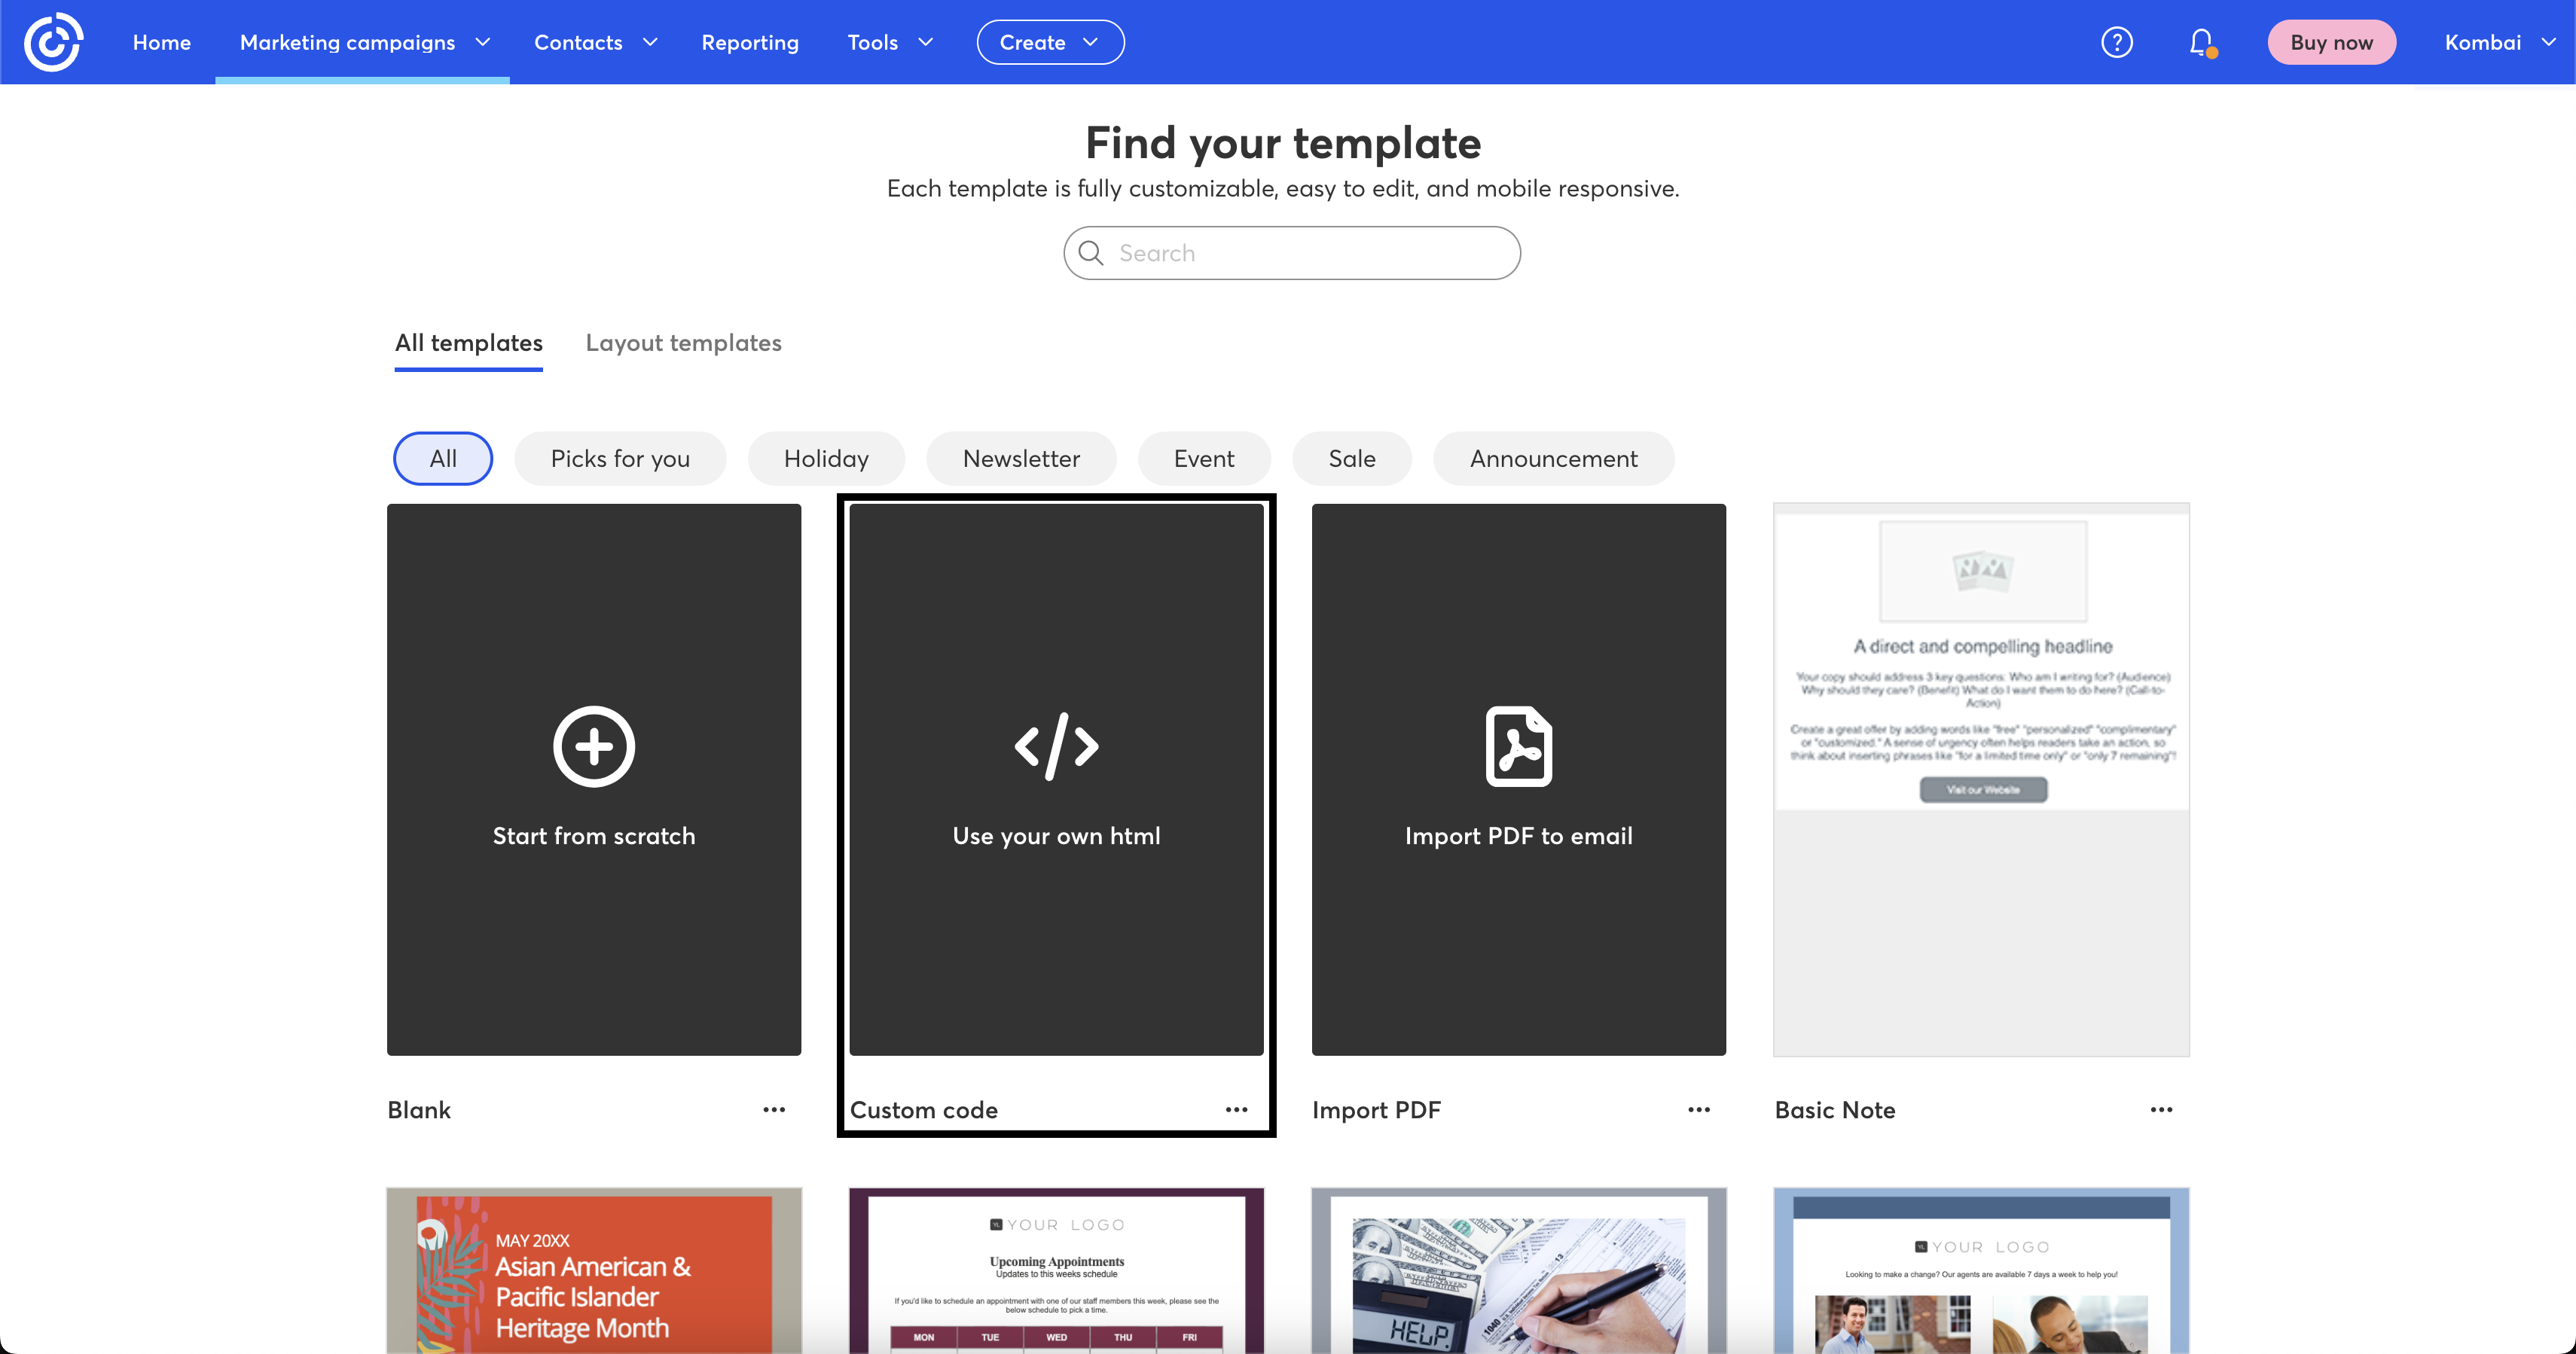 Home Marketing campaigns Contacts Reporting Tools Create Buy now Kombai
Find your template
Each template is fully customizable, easy to edit, and mobile responsive.
Search
All templates Layout templates
All Picks for you Holiday Newsletter Event Sale Announcement
Start from scratch
Blank
Use your own html
Custom code
Import PDF to email
Import PDF
A direct and compelling headline
Your copy should address 3 key questions: Who am I writing for? (Audience)
Why should they care? (Benefit) What do I want them to do here? (Call-to-
Action)
Create a great offer by adding words like "free" "personalized" "complimentary"
or "customized." A sense of urgency often helps readers take an action, so
think about inserting phrases like "for a limited time only" or "only 7 remaining"!
Visit our Website
Basic Note
MAY 20XX
Asian American &
Pacific Islander
Heritage Month
YL YOUR LOGO
Upcoming Appointments
Updates to this weeks schedule
If you'd like to schedule an appointment with one of our staff members this week, please see the
below schedule to pick a time.
MON TUE WED THU FRI
HELP
1040
YL YOUR LOGO
Looking to make a change? Our agents are available 7 days a week to help you!